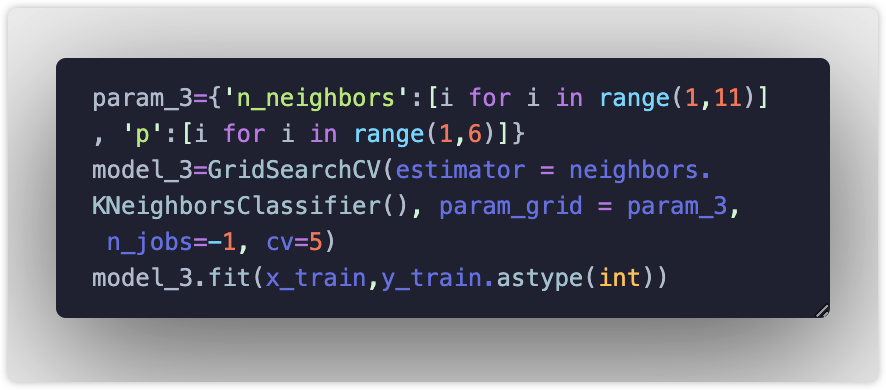 param_3={'n_neighbors':[i for i in range(1,11)]
, 'p':[i for i in range(1,6)]}
model_3=GridSearchCV(estimator = neighbors.
KNeighborsClassifier(), param_grid = param_3,
 n_jobs=-1, cv=5)
model_3.fit(x_train,y_train.astype(int))